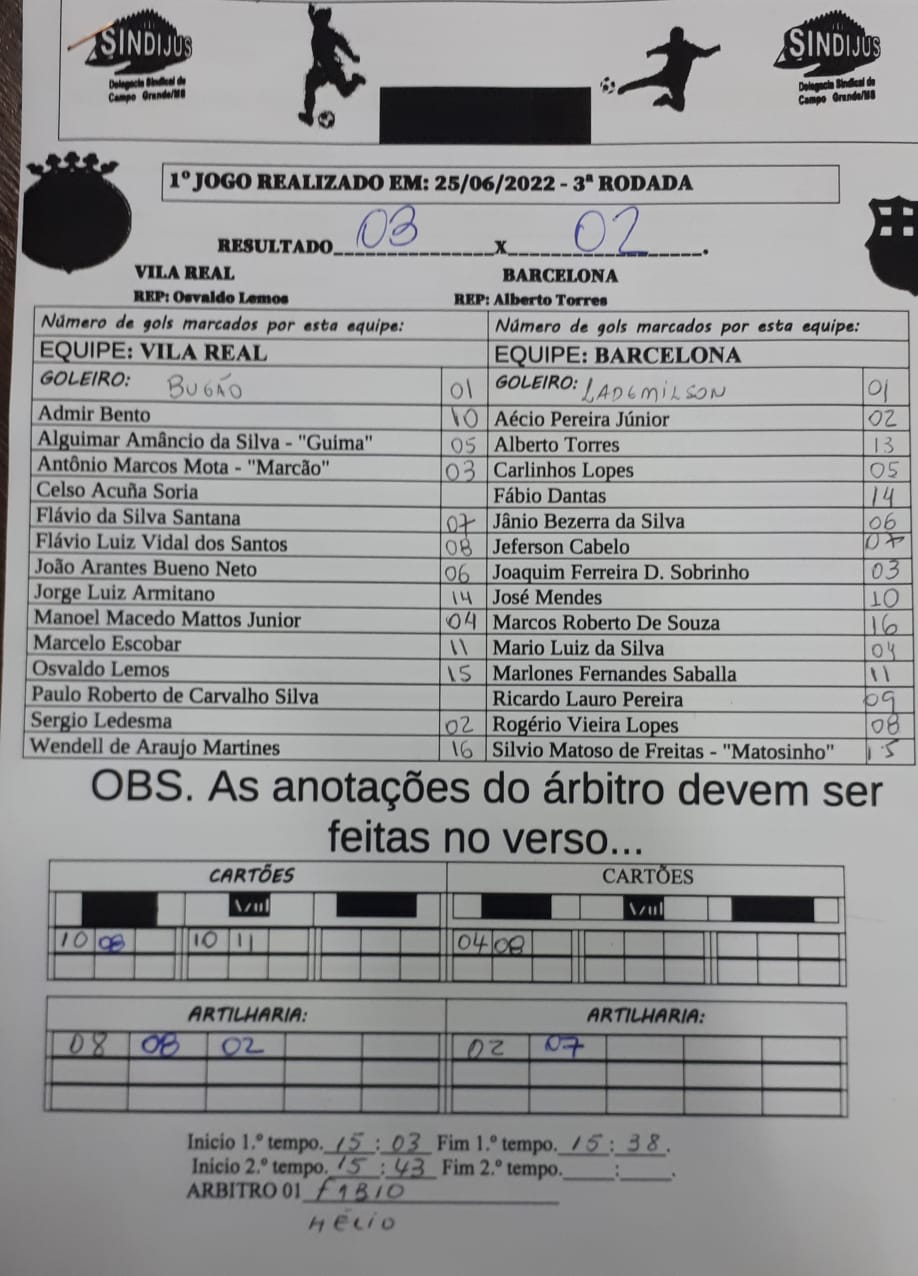 SINDIJUS SINDIJUS
Delegacia Sindical de Delegacia Sindical de
Campo Grande/MS Campo Grande/MS
1º JOGO REALIZADO EM: 25/06/2022 - 3ª RODADA
RESULTADO 03 X 02.
VILA REAL BARCELONA
REP: Osvaldo Lemos REP: Alberto Torres
Número de gols marcados por esta equipe: Número de gols marcados por esta equipe:
EQUIPE: VILA REAL EQUIPE: BARCELONA
GOLEIRO: BUGÃO 01 GOLEIRO: LADEMILSON 01
Admir Bento 10 Aécio Pereira Júnior 02
Alguimar Amâncio da Silva - "Guima" 05 Alberto Torres 13
Antônio Marcos Mota - "Marcão" 03 Carlinhos Lopes 05
Celso Acuña Soria Fábio Dantas 14
Flávio da Silva Santana 07 Jânio Bezerra da Silva 06
Flávio Luiz Vidal dos Santos 08 Jeferson Cabelo 07
João Arantes Bueno Neto 06 Joaquim Ferreira D. Sobrinho 03
Jorge Luiz Armitano 14 José Mendes 10
Manoel Macedo Mattos Junior 04 Marcos Roberto De Souza 16
Marcelo Escobar 11 Mario Luiz da Silva 04
Osvaldo Lemos 15 Marlones Fernandes Saballa 11
Paulo Roberto de Carvalho Silva Ricardo Lauro Pereira 09
Sergio Ledesma 02 Rogério Vieira Lopes 08
Wendell de Araujo Martines 16 Silvio Matoso de Freitas - "Matosinho" 15
OBS. As anotações do árbitro devem ser
feitas no verso...
CARTÕES CARTÕES
Azul Azul
10 08 10 11 04 08
ARTILHARIA: ARTILHARIA:
08 08 02 02 07
Inicio 1.º tempo. 15:03 Fim 1.º tempo. 15:38.
Inicio 2.º tempo. 15:43 Fim 2.º tempo. : .
ARBITRO 01 FABIO
HÉLIO